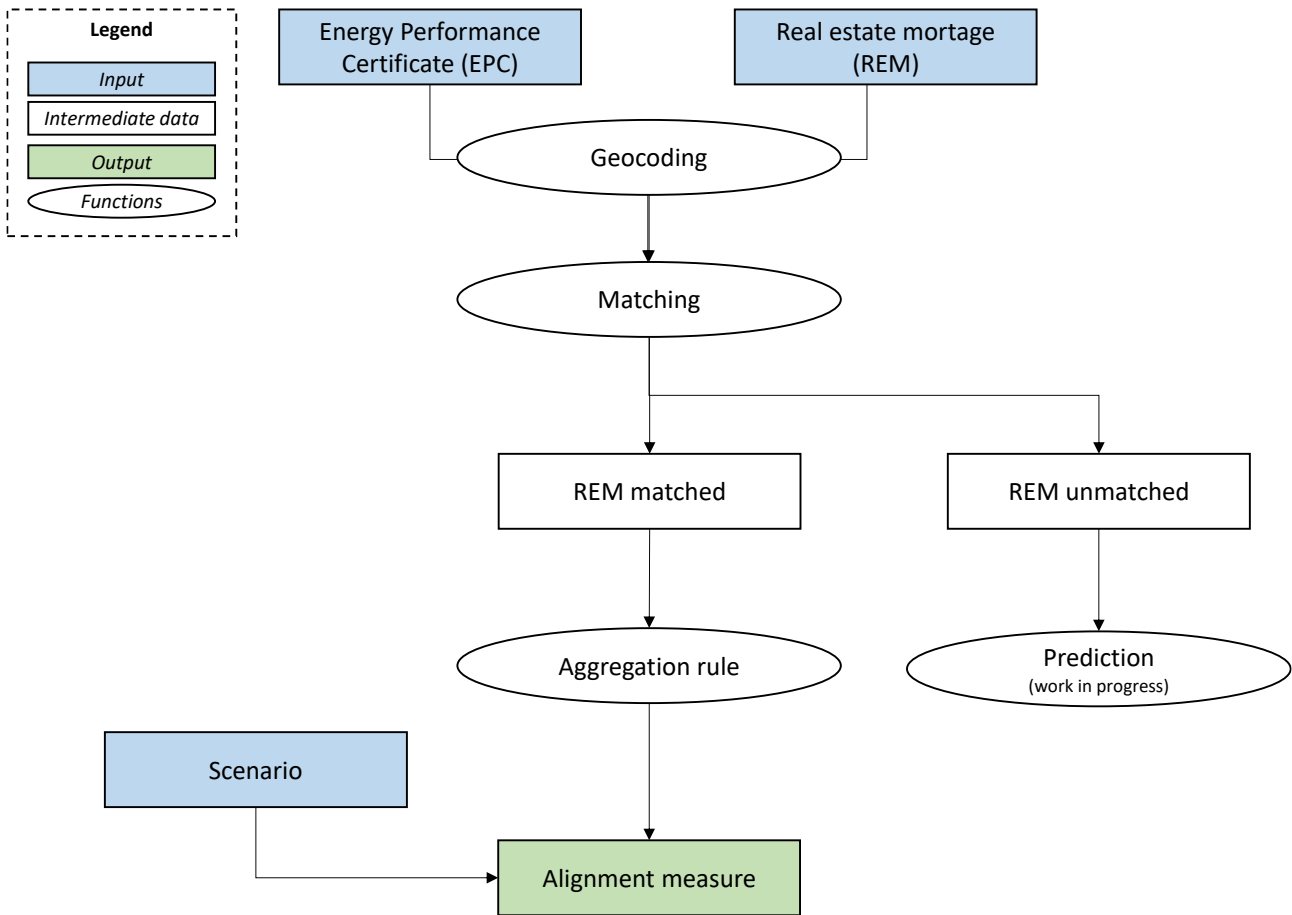 Legend
Input
Intermediate data
Output
Functions
Energy Performance
Certificate (EPC)
Real estate mortage
(REM)
Geocoding
Matching
REM matched
REM unmatched
Aggregation rule
Prediction
(work in progress)
Scenario
Alignment measure